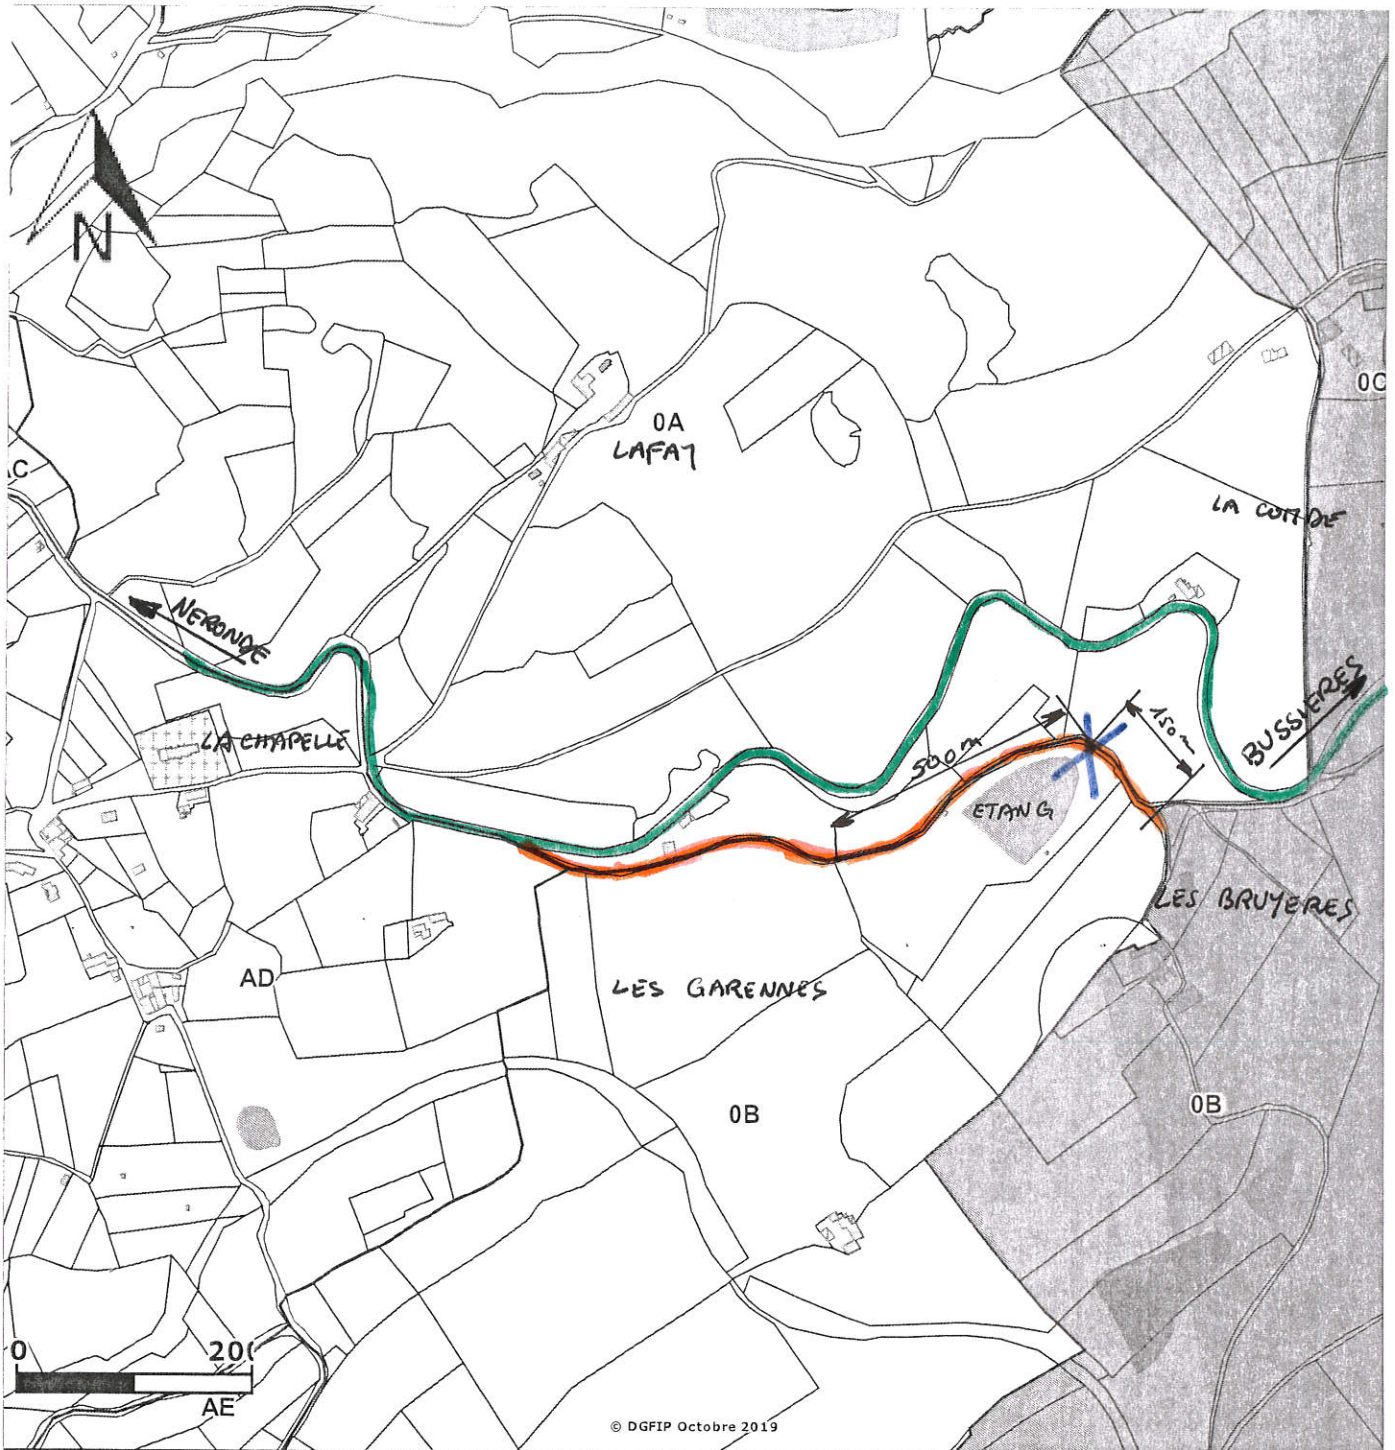 N
0C
0A
LAFAY
AC
LA COMBE
NERONDE
LA CHAPELLE
BUSSIERES
500m
150m
ETANG
LES BRUYERES
AD
LES GARENNES
0B
0B
0
200
AE
© DGFIP Octobre 2019